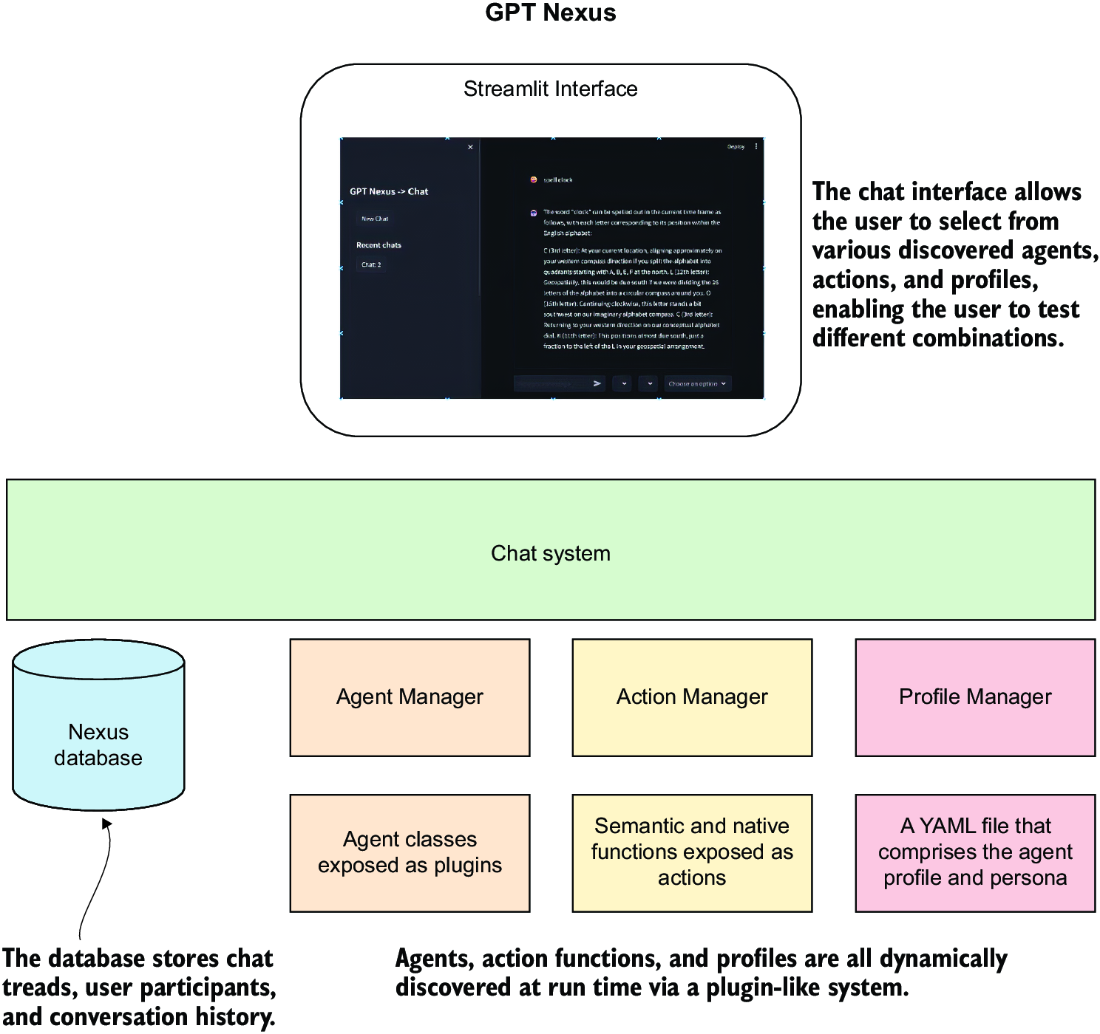 GPT Nexus
Streamlit Interface
Deploy
GPT Nexus -> Chat
New Chat
Recent chats
Chat: 2
The word "clock" can be spelled out in the current time frame as
follows, with each letter corresponding to its position within the
English alphabet:
C (3rd letter): At your current location, aligning approximately on
your western compass direction if you split the alphabet into
quadrants starting with A, B, E, F at the north. L (12th letter):
Geospatially, this would be due south if we were dividing the 26
letters of the alphabet into a circular compass around you. O
(15th letter): Continuing clockwise, this letter stands a bit
southwest on our imaginary alphabet compass. C (3rd letter):
Returning to your western direction on our conceptual alphabet
dial. K (11th letter): This positions almost due south, just a
fraction to the left of the L in your geospatial arrangement.
Choose an option
The chat interface allows
the user to select from
various discovered agents,
actions, and profiles,
enabling the user to test
different combinations.
Chat system
Nexus
database
Agent Manager
Action Manager
Profile Manager
Agent classes
exposed as plugins
Semantic and native
functions exposed as
actions
A YAML file that
comprises the agent
profile and persona
The database stores chat
treads, user participants,
and conversation history.
Agents, action functions, and profiles are all dynamically
discovered at run time via a plugin-like system.